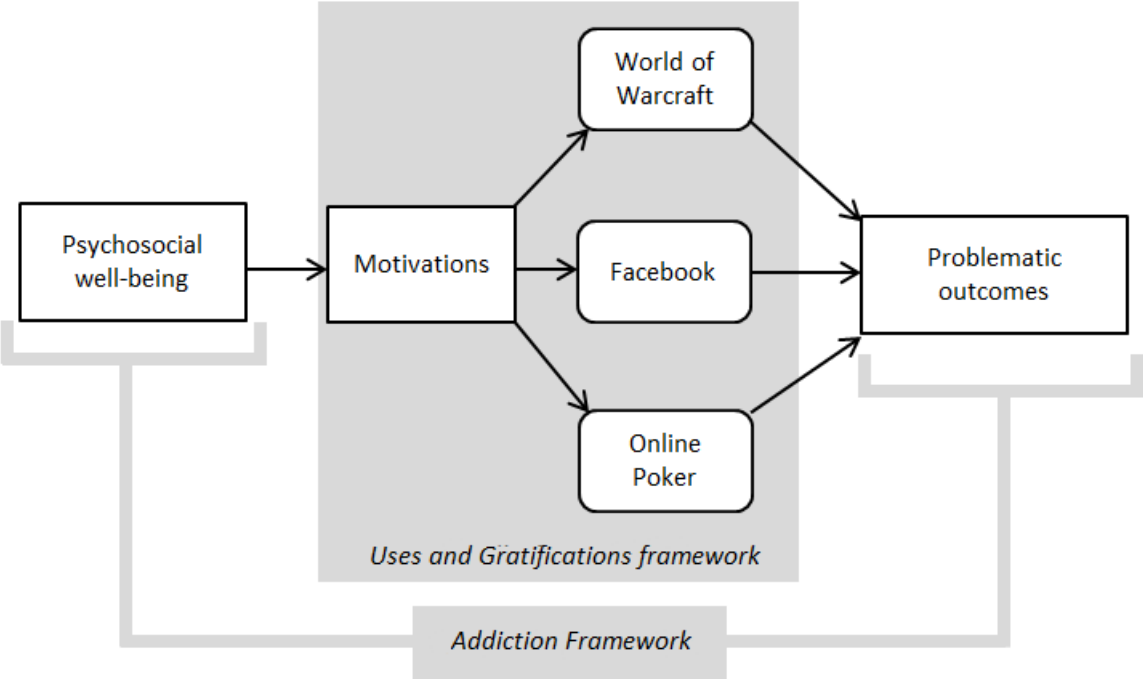 World of
Warcraft
Psychosocial
well-being
Motivations
Facebook
Problematic
outcomes
Online
Poker
Uses and Gratifications framework
Addiction Framework